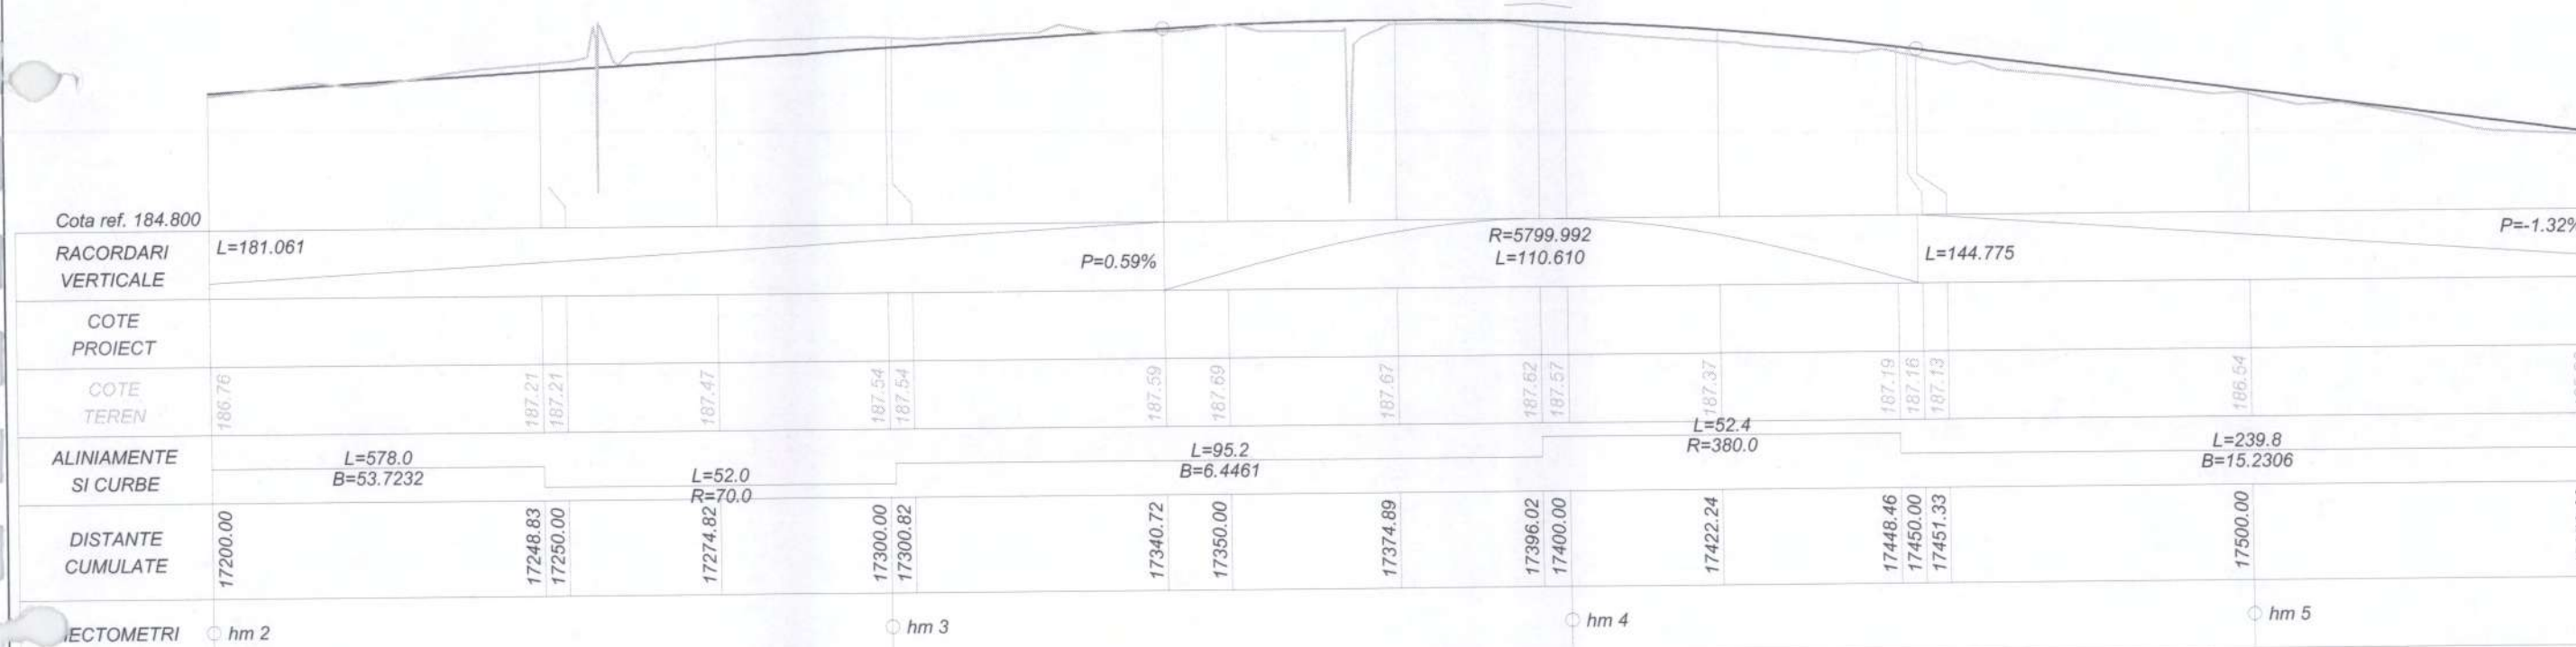 Cota ref. 184.800
RACORDARI
VERTICALE
L=181.061
P=0.59%
R=5799.992
L=110.610
L=144.775
P=-1.32%
COTE
PROIECT
COTE
TEREN
186.76
187.21
187.21
187.47
187.54
187.54
187.59
187.69
187.67
187.62
187.57
187.37
187.19
187.16
187.13
186.54
ALINIAMENTE
SI CURBE
L=578.0
B=53.7232
L=52.0
R=70.0
L=95.2
B=6.4461
L=52.4
R=380.0
L=239.8
B=15.2306
DISTANTE
CUMULATE
17200.00
17248.83
17250.00
17274.82
17300.00
17300.82
17340.72
17350.00
17374.89
17396.02
17400.00
17422.24
17448.46
17450.00
17451.33
17500.00
ECTOMETRI
hm 2
hm 3
hm 4
hm 5